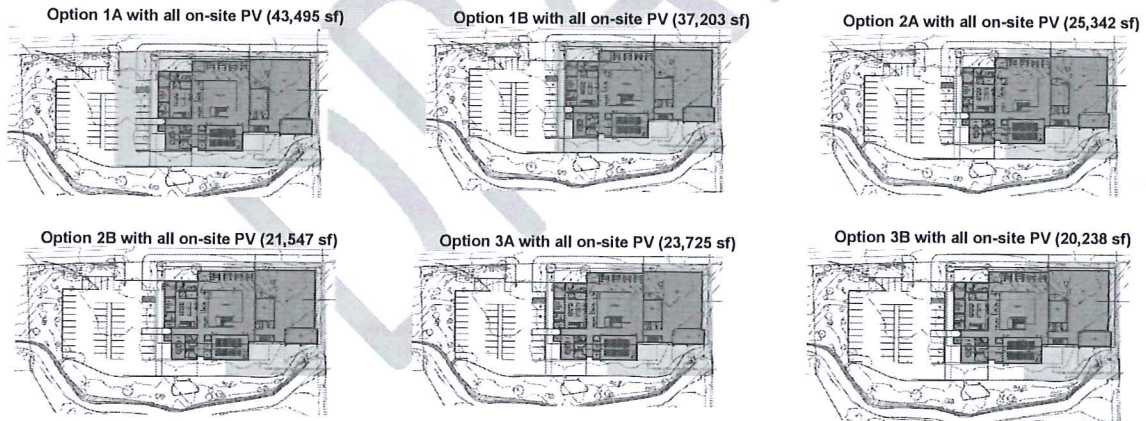 Option 1A with all on-site PV (43,495 sf)
Option 1B with all on-site PV (37,203 sf)
Option 2A with all on-site PV (25,342 sf)
Option 2B with all on-site PV (21,547 sf)
Option 3A with all on-site PV (23,725 sf)
Option 3B with all on-site PV (20,238 sf)